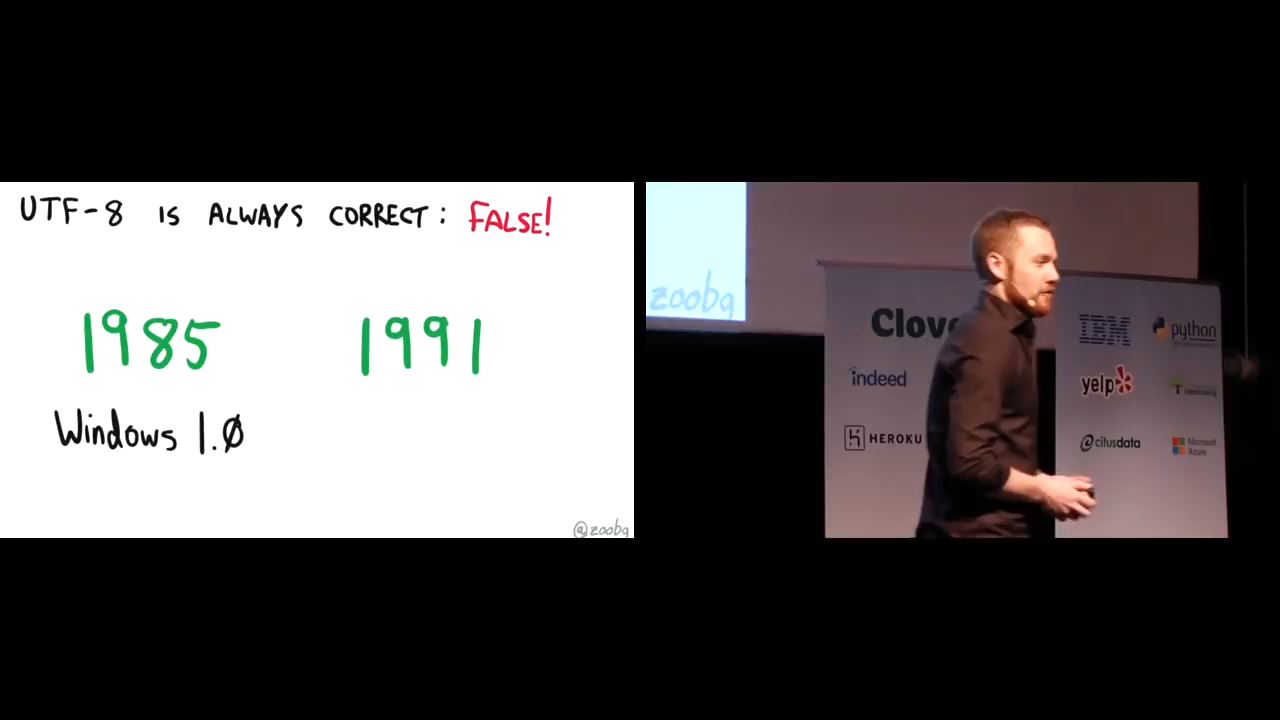 UTF-8 IS ALWAYS CORRECT: FALSE!
1985 1991
Windows 1.0
@zooba
zooba
Clove
IBM
python
indeed
yelp
HEROKU
citusdata
Microsoft
Azure